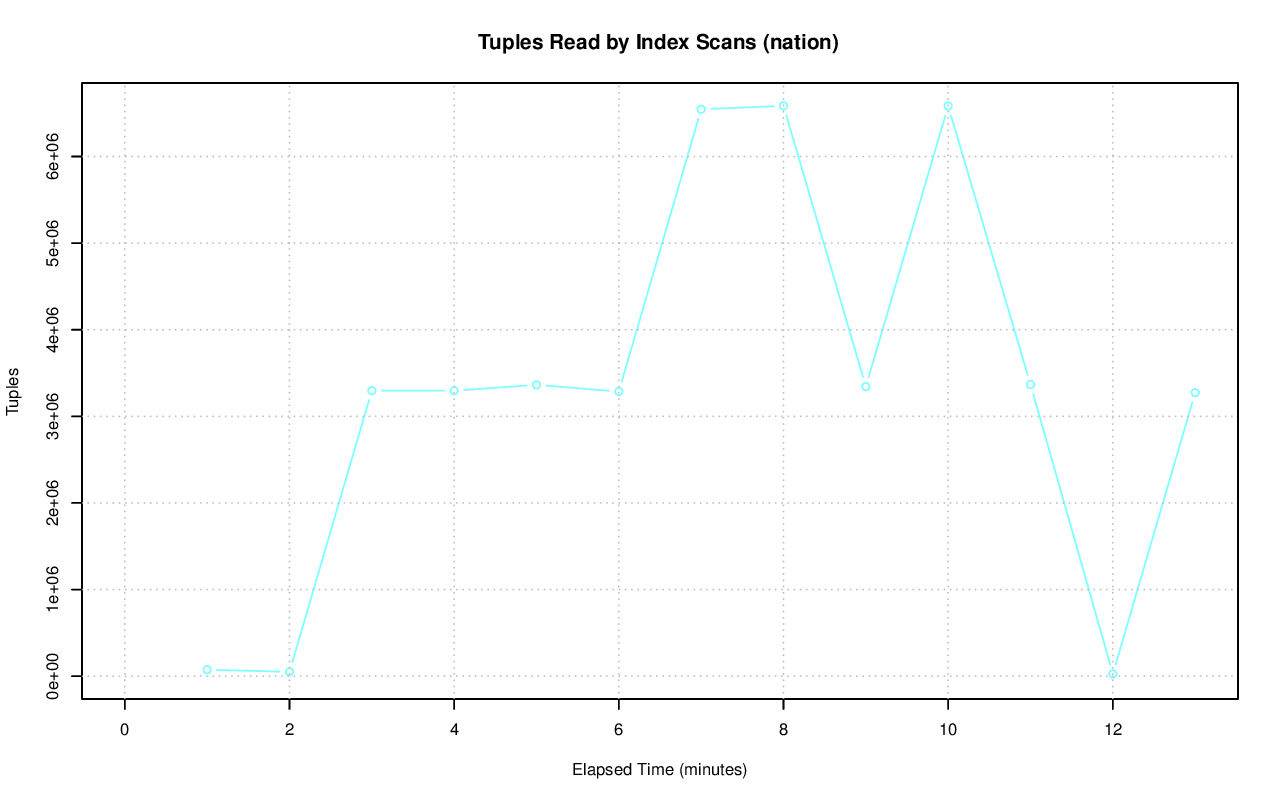 Tuples Read by Index Scans (nation)
Tuples
6e+06
5e+06
4e+06
3e+06
2e+06
1e+06
0e+00
0 2 4 6 8 10 12
Elapsed Time (minutes)